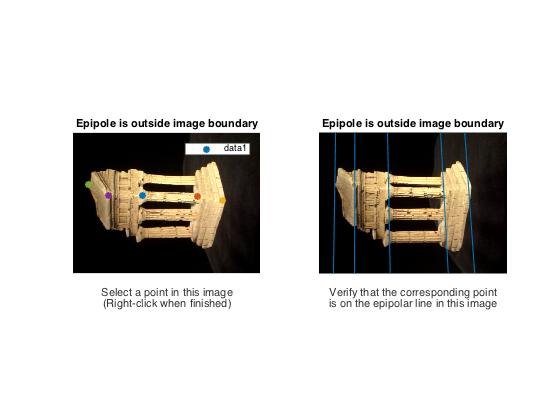 Epipole is outside image boundary
data1
Select a point in this image
(Right-click when finished)
Epipole is outside image boundary
Verify that the corresponding point
is on the epipolar line in this image